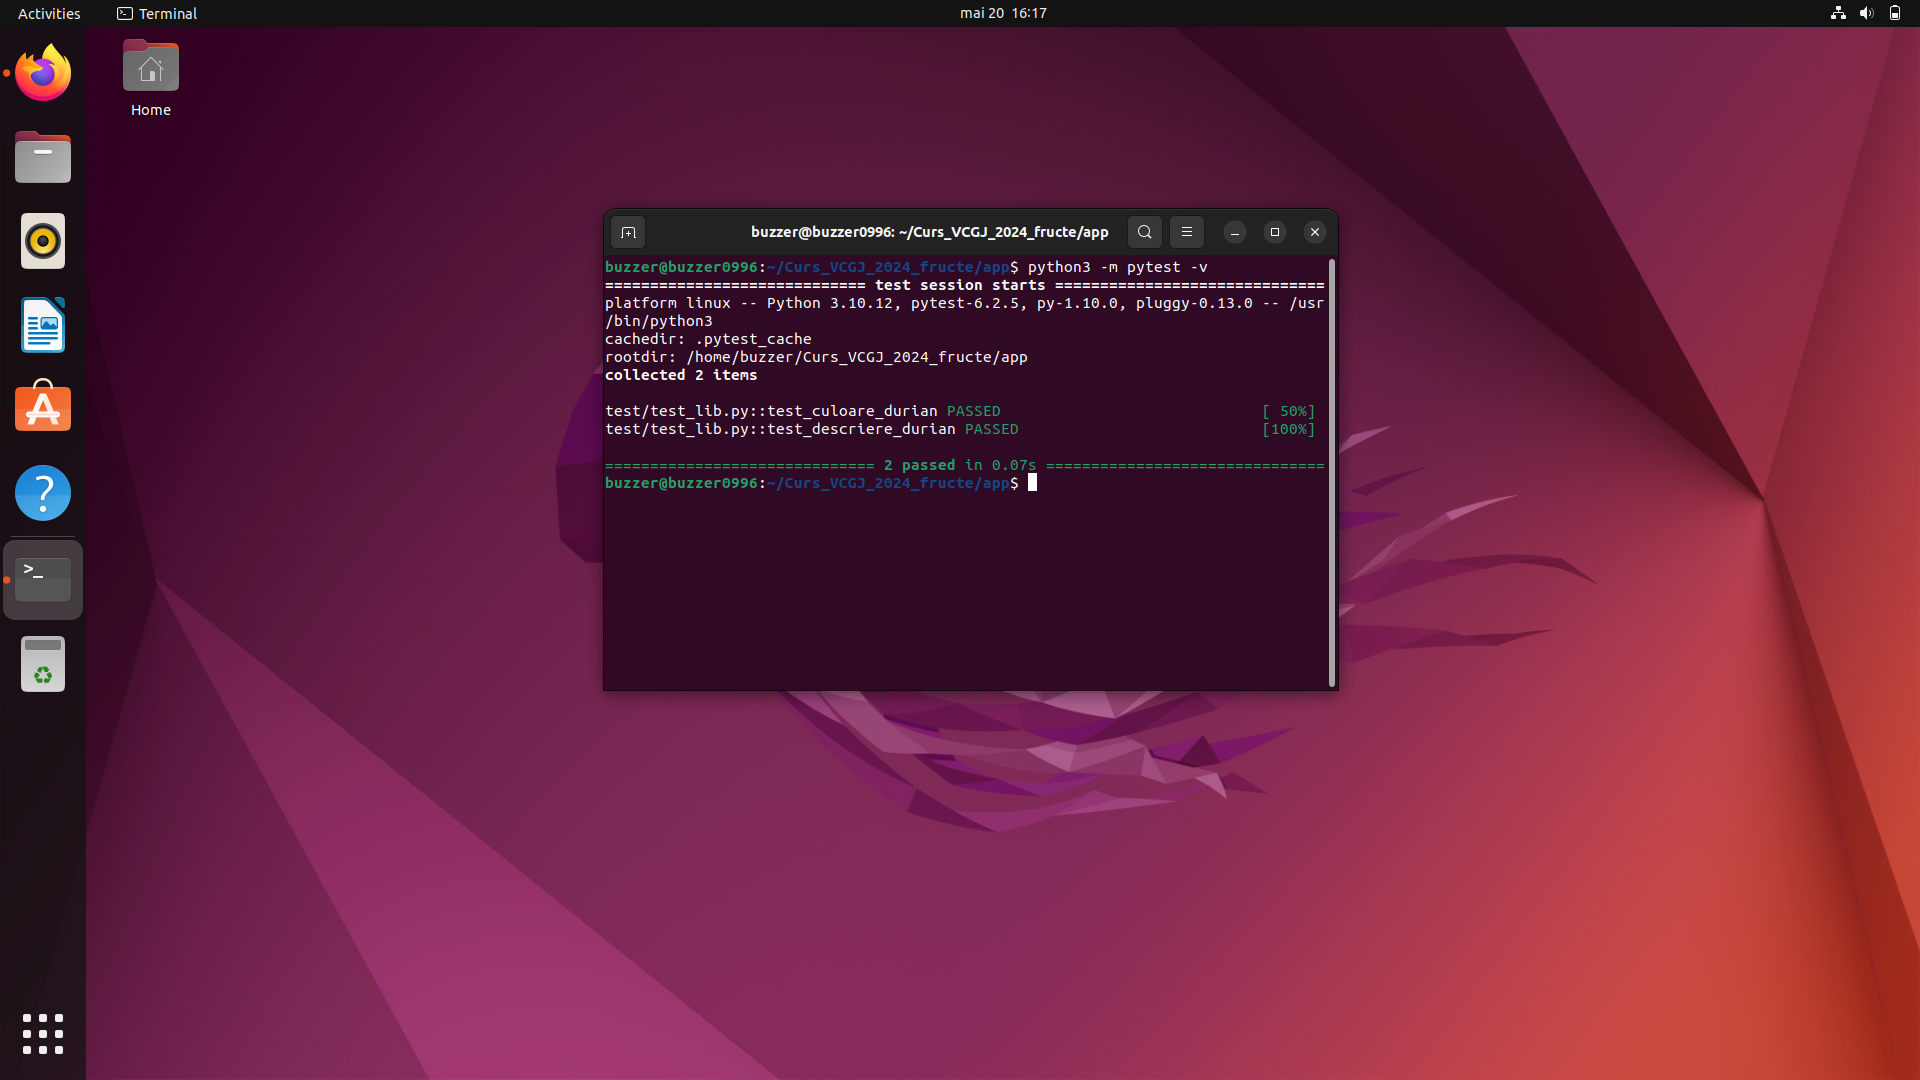 Activities Terminal mai 20 16:17
Home
buzzer@buzzer0996: ~/Curs_VCGJ_2024_fructe/app
buzzer@buzzer0996:~/Curs_VCGJ_2024_fructe/app$ python3 -m pytest -v
============================= test session starts ==============================
platform linux -- Python 3.10.12, pytest-6.2.5, py-1.10.0, pluggy-0.13.0 -- /usr
/bin/python3
cachedir: .pytest_cache
rootdir: /home/buzzer/Curs_VCGJ_2024_fructe/app
collected 2 items
test/test_lib.py::test_culoare_durian PASSED [ 50%]
test/test_lib.py::test_descriere_durian PASSED [100%]
============================== 2 passed in 0.07s ===============================
buzzer@buzzer0996:~/Curs_VCGJ_2024_fructe/app$